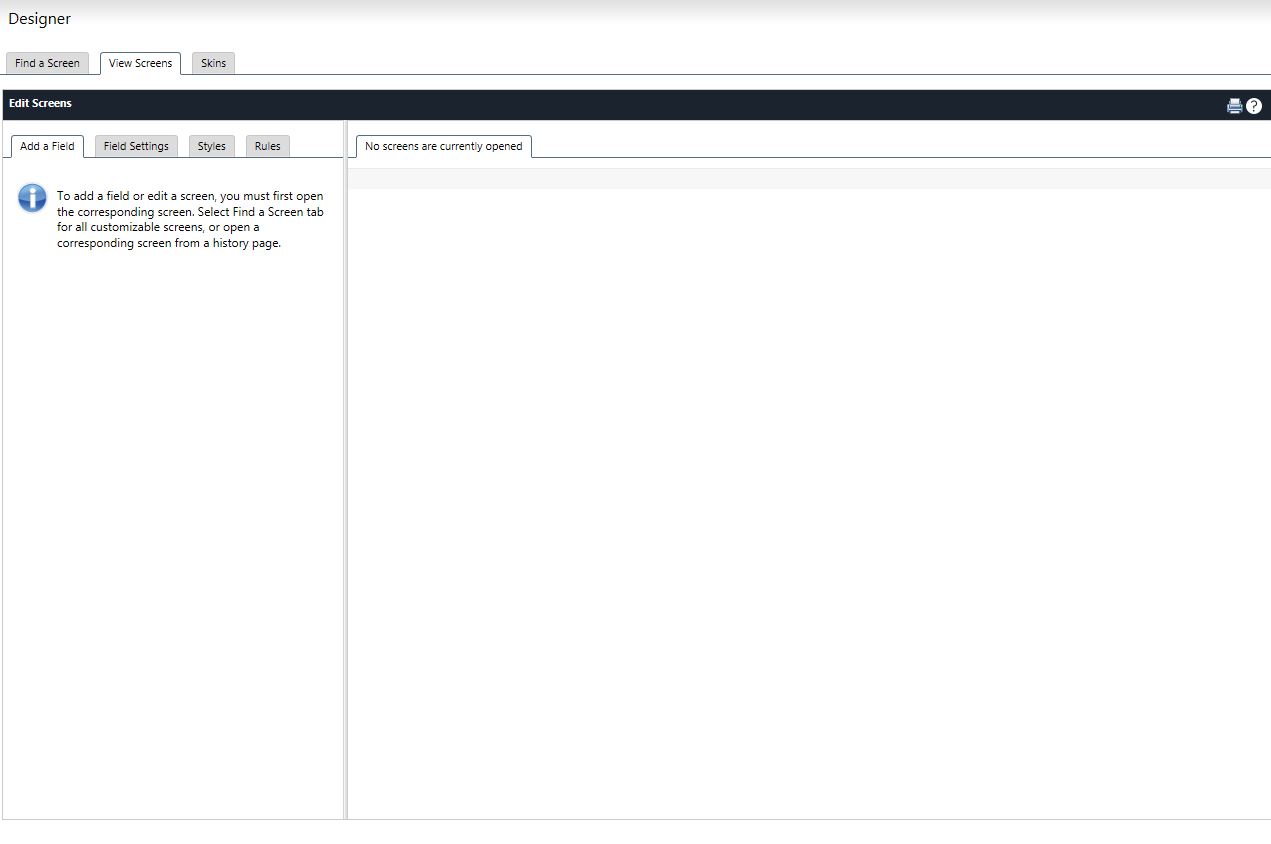 Designer
Find a Screen
View Screens
Skins
Edit Screens
Add a Field
Field Settings
Styles
Rules
No screens are currently opened
To add a field or edit a screen, you must first open
the corresponding screen. Select Find a Screen tab
for all customizable screens, or open a
corresponding screen from a history page.